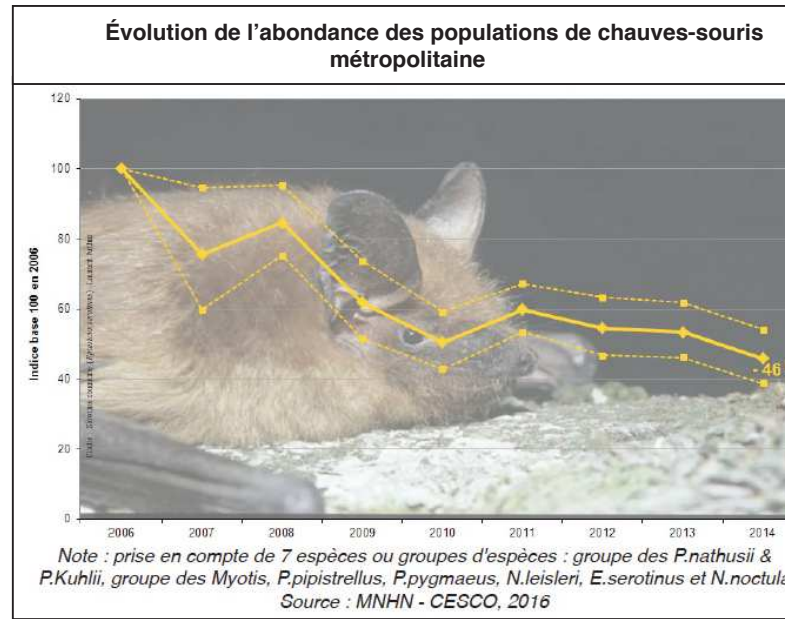 Évolution de l’abondance des populations de chauves-souris
métropolitaine
120
100
80
60
40
20
0
Indice base 100 en 2006
46
2006 2007 2008 2009 2010 2011 2012 2013 2014
Note : prise en compte de 7 espèces ou groupes d'espèces : groupe des P.nathusii &
P.Kuhlii, groupe des Myotis, P.pipistrellus, P.pygmaeus, N.leisleri, E.serotinus et N.noctula
Source : MNHN - CESCO, 2016